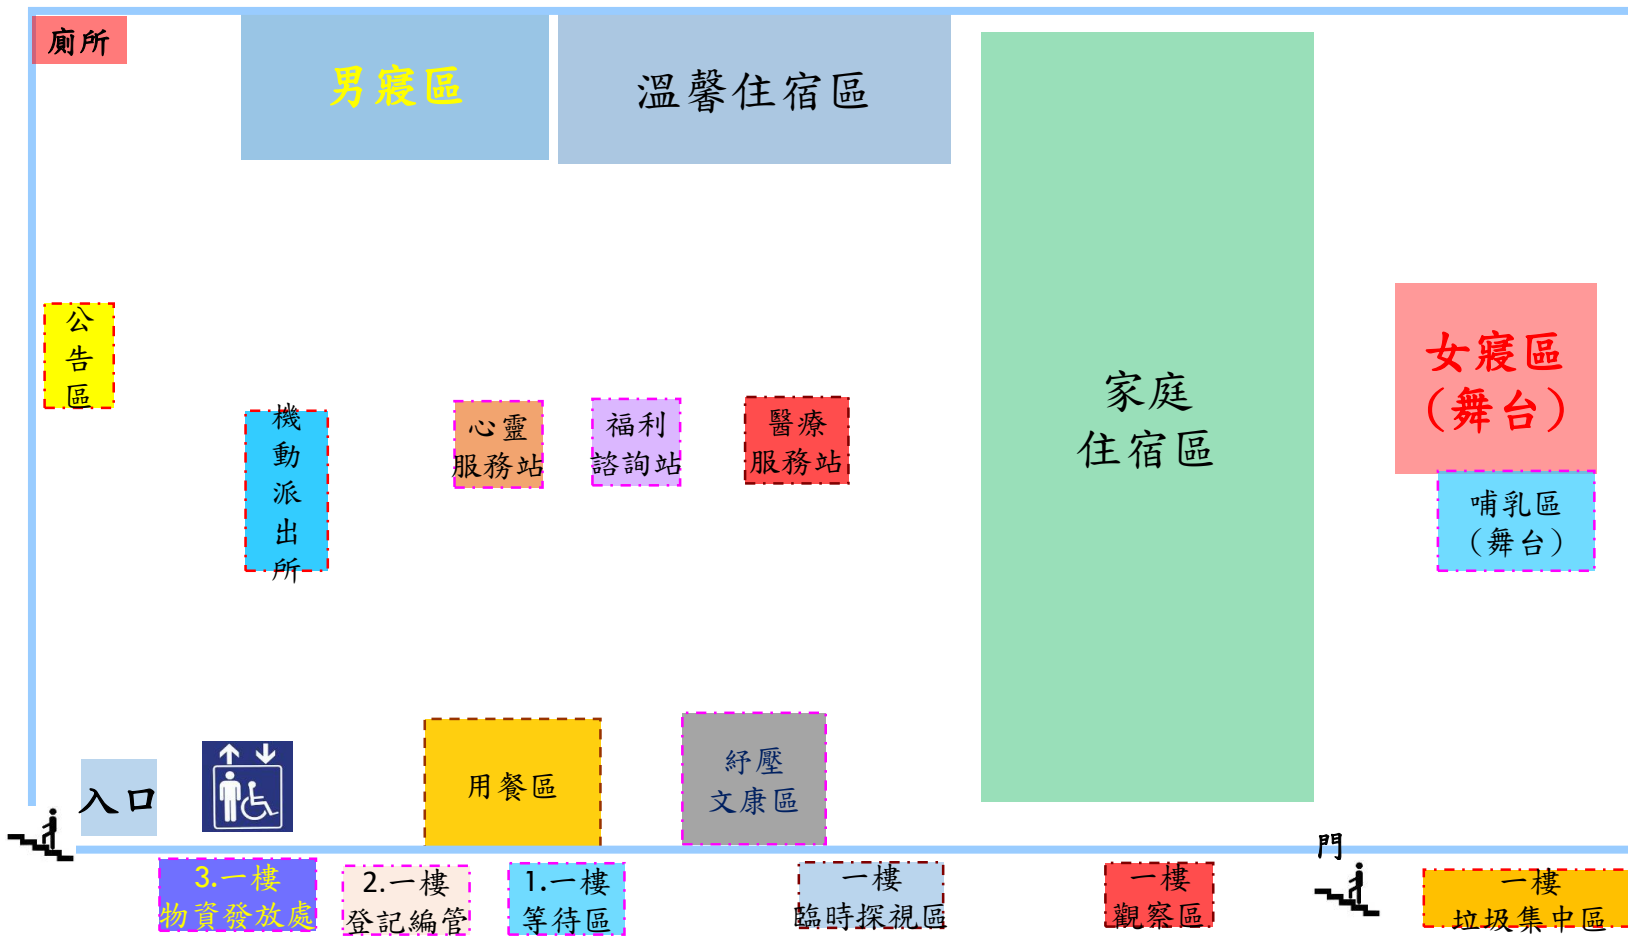 廁所
男寢區
溫馨住宿區
公
告
區
機
動
派
出
所
心靈
服務站
福利
諮詢站
醫療
服務站
家庭
住宿區
女寢區
（舞台）
哺乳區
（舞台）
入口
用餐區
紓壓
文康區
門
3.一樓
物資發放處
2.一樓
登記編管
1.一樓
等待區
一樓
臨時探視區
一樓
觀察區
一樓
垃圾集中區